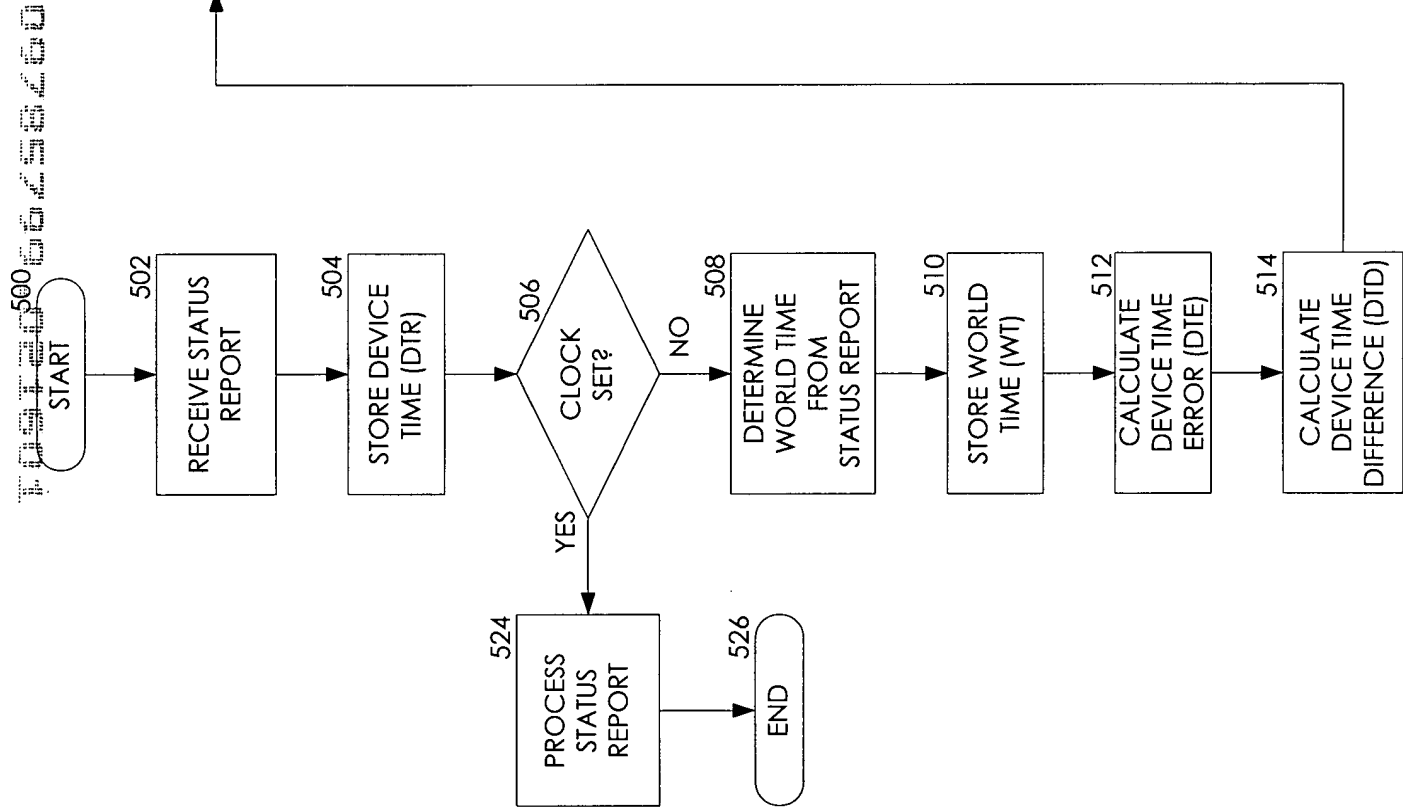 500
START
502
RECEIVE STATUS
REPORT
504
STORE DEVICE
TIME (DTR)
506
CLOCK
SET?
YES
NO
524
PROCESS
STATUS
REPORT
526
END
508
DETERMINE
WORLD TIME
FROM
STATUS REPORT
510
STORE WORLD
TIME (WT)
512
CALCULATE
DEVICE TIME
ERROR (DTE)
514
CALCULATE
DEVICE TIME
DIFFERENCE (DTD)